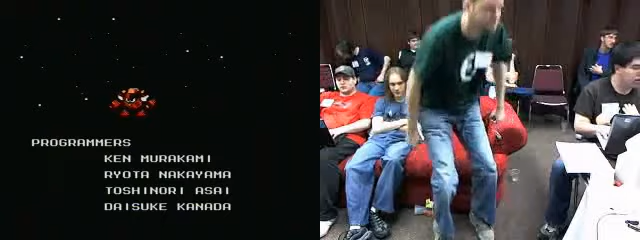 PROGRAMMERS
KEN MURAKAMI
RYOTA NAKAYAMA
TOSHINORI ASAI
DAISUKE KANADA